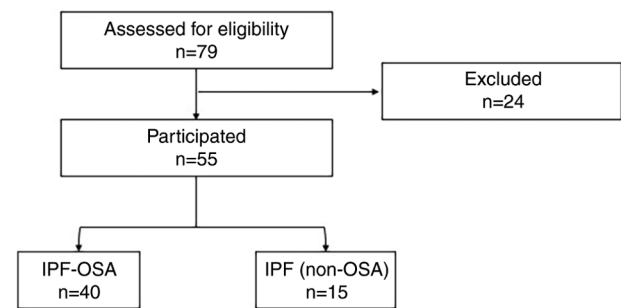 Assessed for eligibility
n=79
Excluded
n=24
Participated
n=55
IPF-OSA
n=40
IPF (non-OSA)
n=15